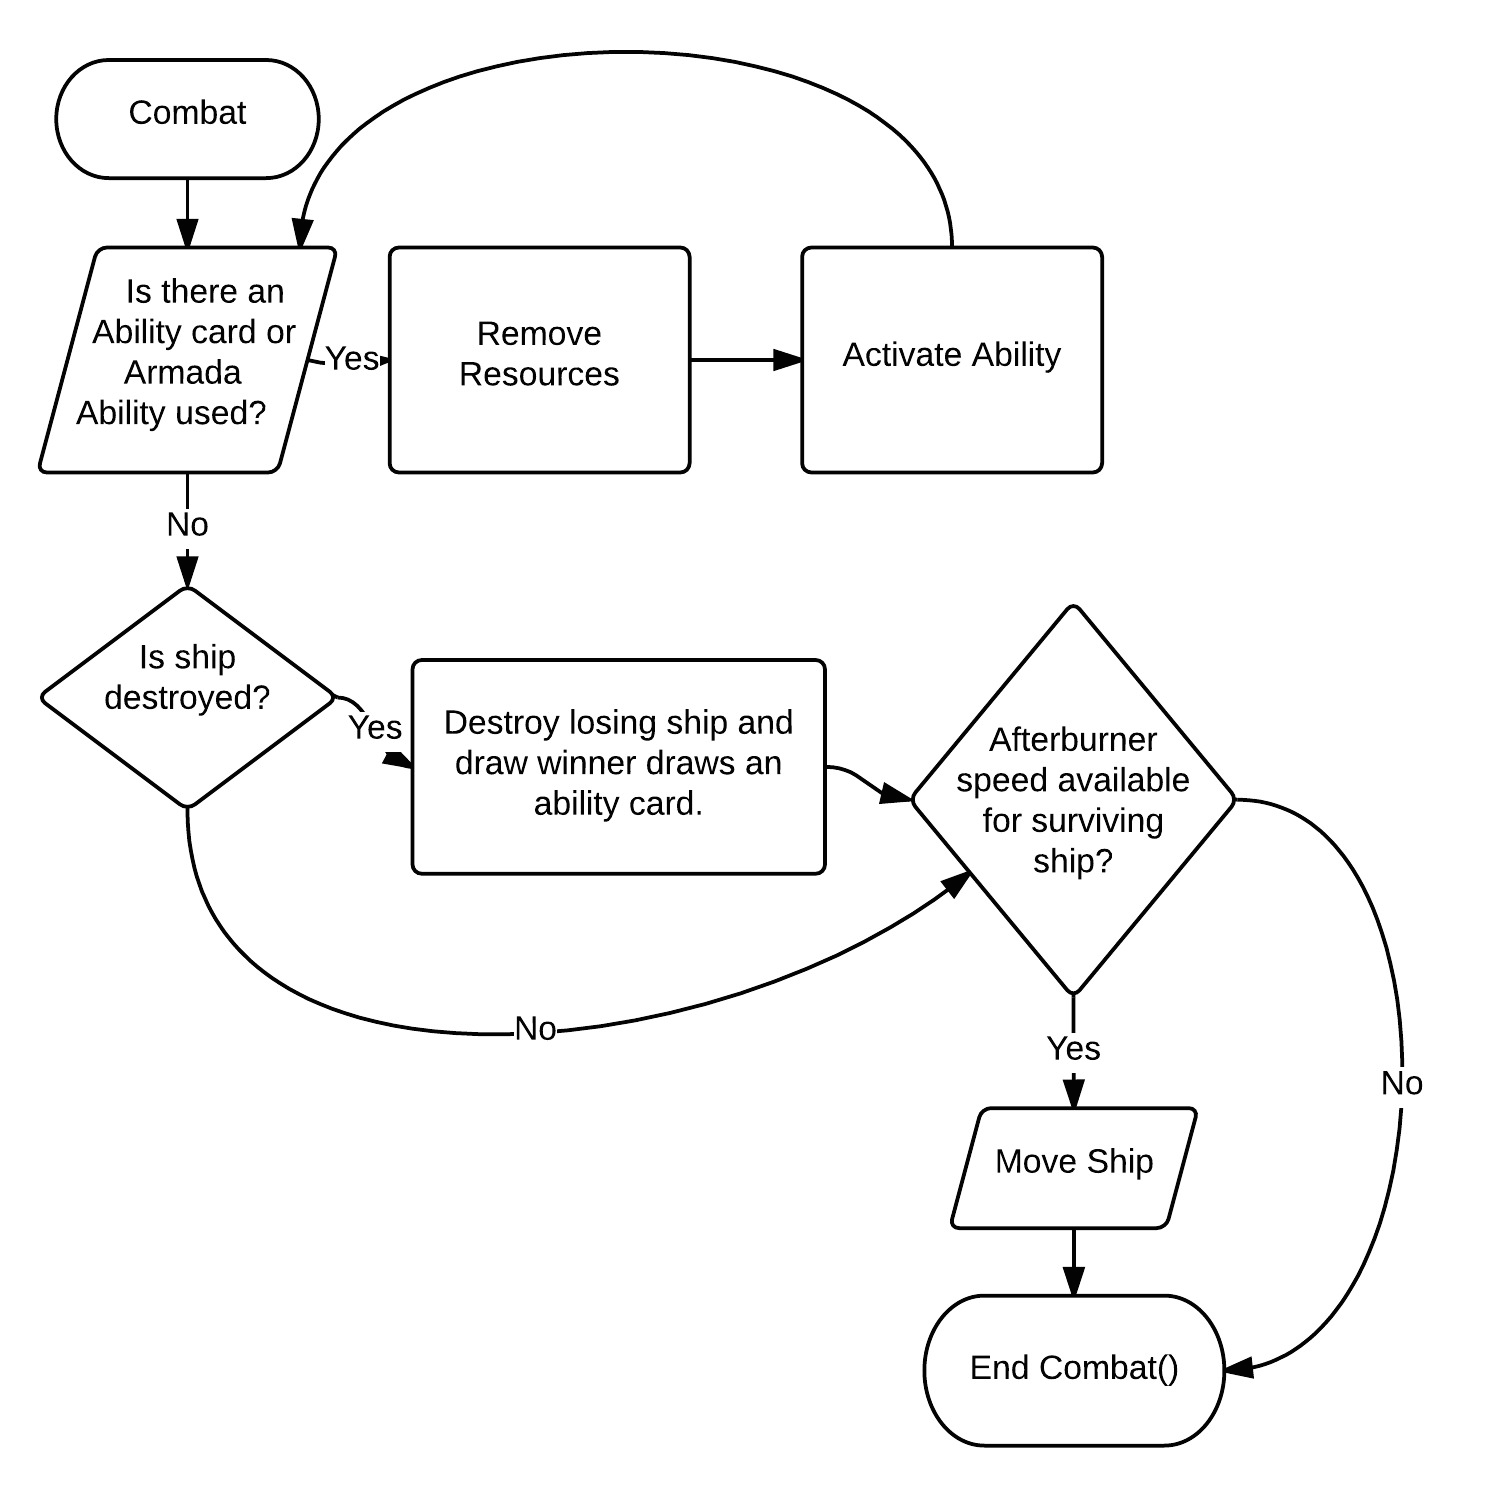 Combat
Is there an
Ability card or
Armada
Ability used?
Yes
Remove
Resources
Activate Ability
No
Is ship
destroyed?
Yes
Destroy losing ship and
draw winner draws an
ability card.
Afterburner
speed available
for surviving
ship?
No
Yes
No
Move Ship
End Combat()